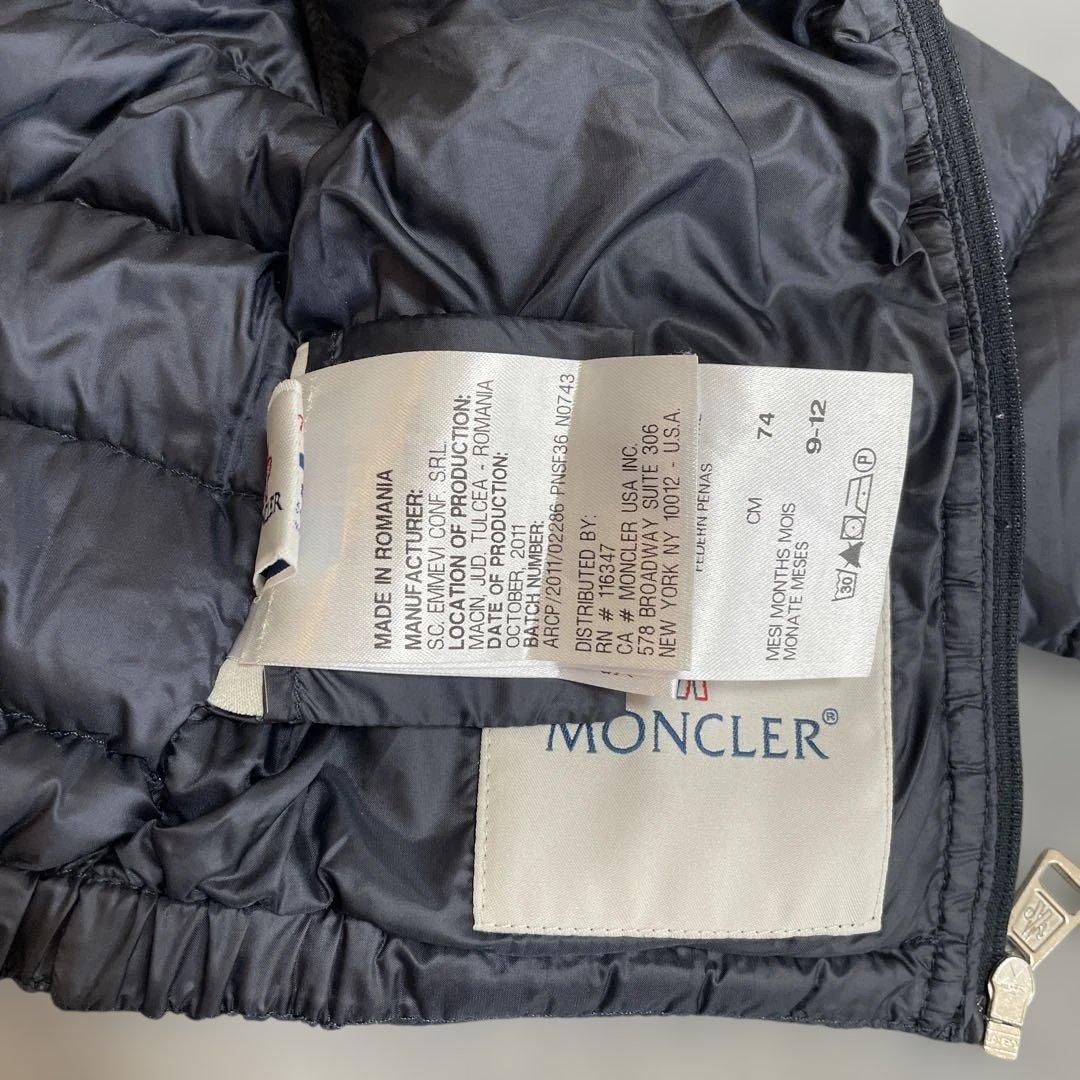 MADE IN ROMANIA
MANUFACTURER:
S.C. EMMEVI CONF. SRL.
LOCATION OF PRODUCTION:
MACIN, JUD. TULCEA - ROMANIA
DATE OF PRODUCTION:
OCTOBER, 2011
BATCH NUMBER:
ARCP/2011/02286 PNSF36 N0743
DISTRIBUTED BY:
RN # 116347
CA # MONCLER USA INC.
578 BROADWAY SUITE 306
NEW YORK NY 10012 - U.S.A.
PENAS
CM 74
MESI MONTHS MOIS 9-12
MONATE MESES
30 P
MONCLER®